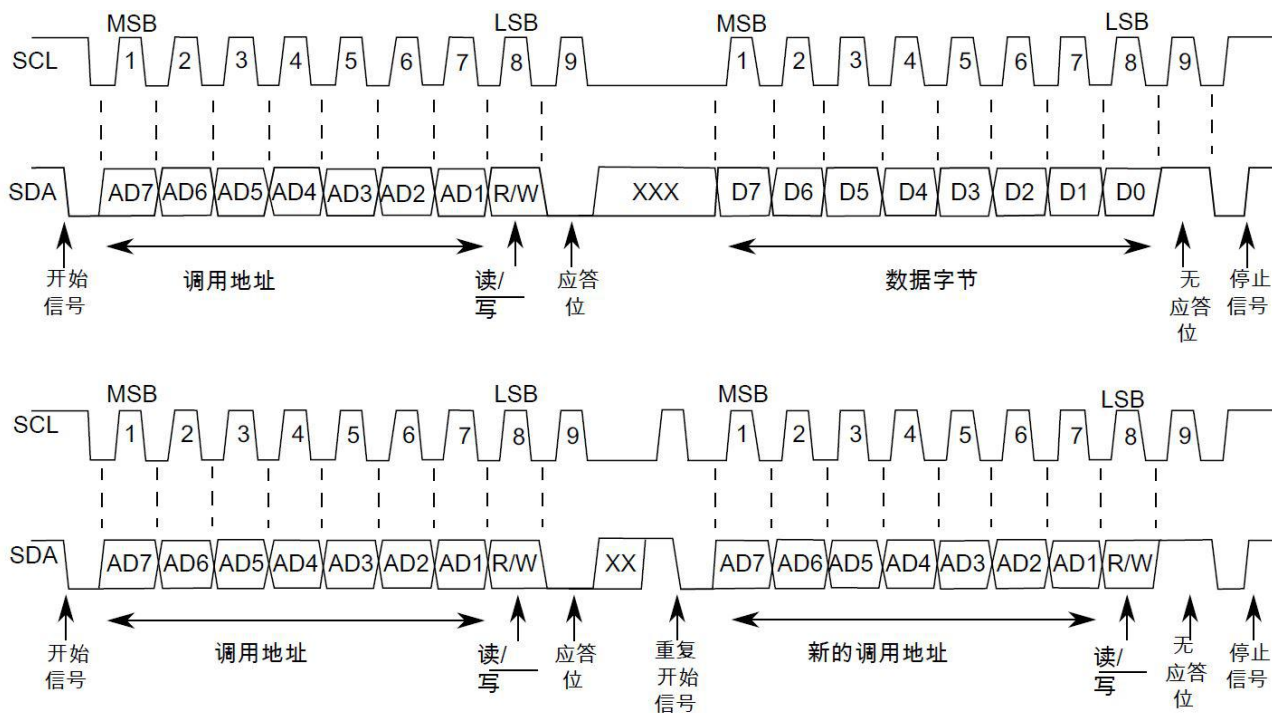 MSB LSB MSB LSB
SCL 1 2 3 4 5 6 7 8 9 1 2 3 4 5 6 7 8 9
SDA AD7 AD6 AD5 AD4 AD3 AD2 AD1 R/W XXX D7 D6 D5 D4 D3 D2 D1 D0
开始
信号
调用地址
读/
写
应答
位
数据字节
无
应答
位
停止
信号
MSB LSB MSB LSB
SCL 1 2 3 4 5 6 7 8 9 1 2 3 4 5 6 7 8 9
SDA AD7 AD6 AD5 AD4 AD3 AD2 AD1 R/W XX AD7 AD6 AD5 AD4 AD3 AD2 AD1 R/W
开始
信号
调用地址
读/
写
应答
位
重复
开始
信号
新的调用地址
读/
写
无
应答
位
停止
信号